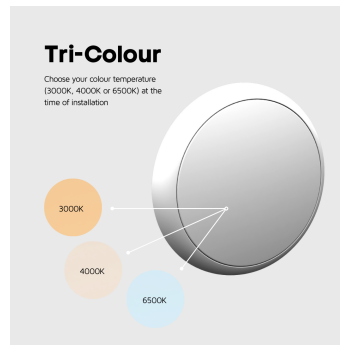 Tri-Colour
Choose your colour temperature
(3000K, 4000K or 6500K) at the
time of installation
3000K
4000K
6500K